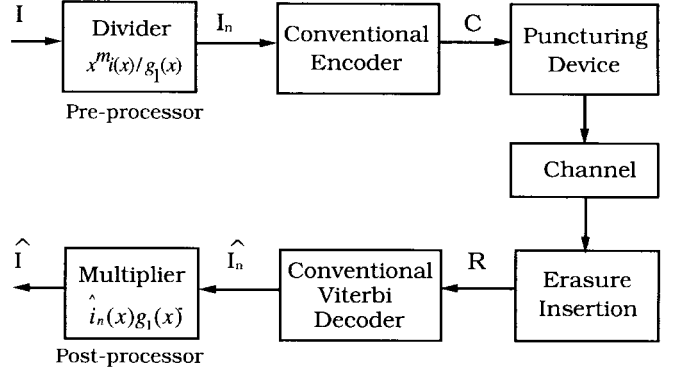 I
Divider
x^m i(x)/g_1(x)
Pre-processor
I_n
Conventional
Encoder
C
Puncturing
Device
Channel
Î
Multiplier
î_n(x)g_1(x)
Post-processor
Î_n
Conventional
Viterbi
Decoder
R
Erasure
Insertion